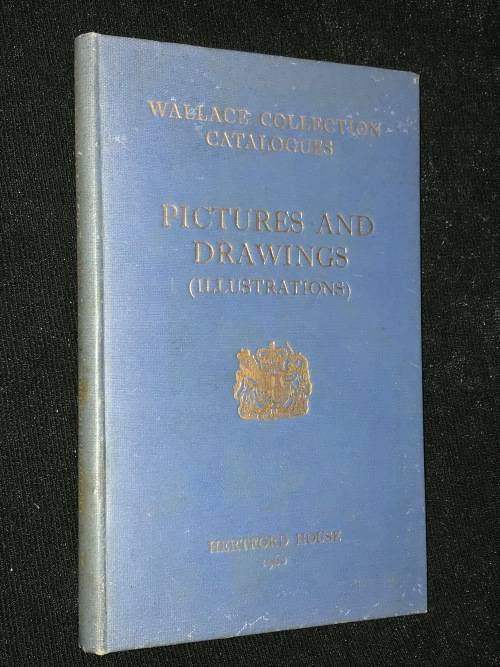 WALLACE COLLECTION
CATALOGUES
PICTURES AND
DRAWINGS
(ILLUSTRATIONS)
HERTFORD HOUSE